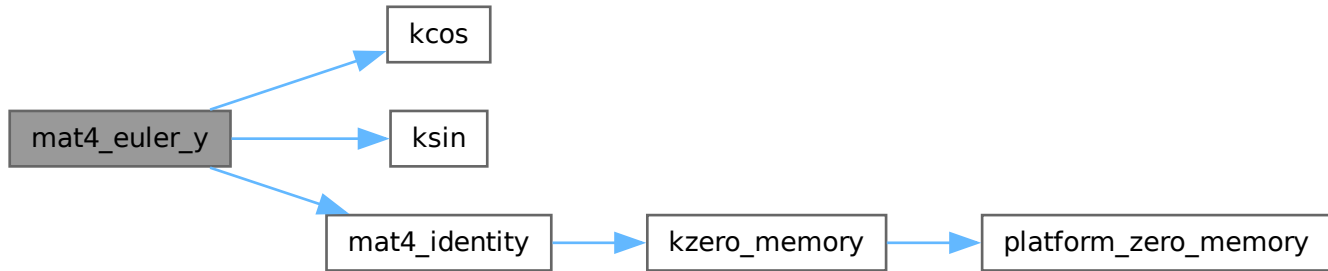 kcos
mat4_euler_y
ksin
mat4_identity
kzero_memory
platform_zero_memory